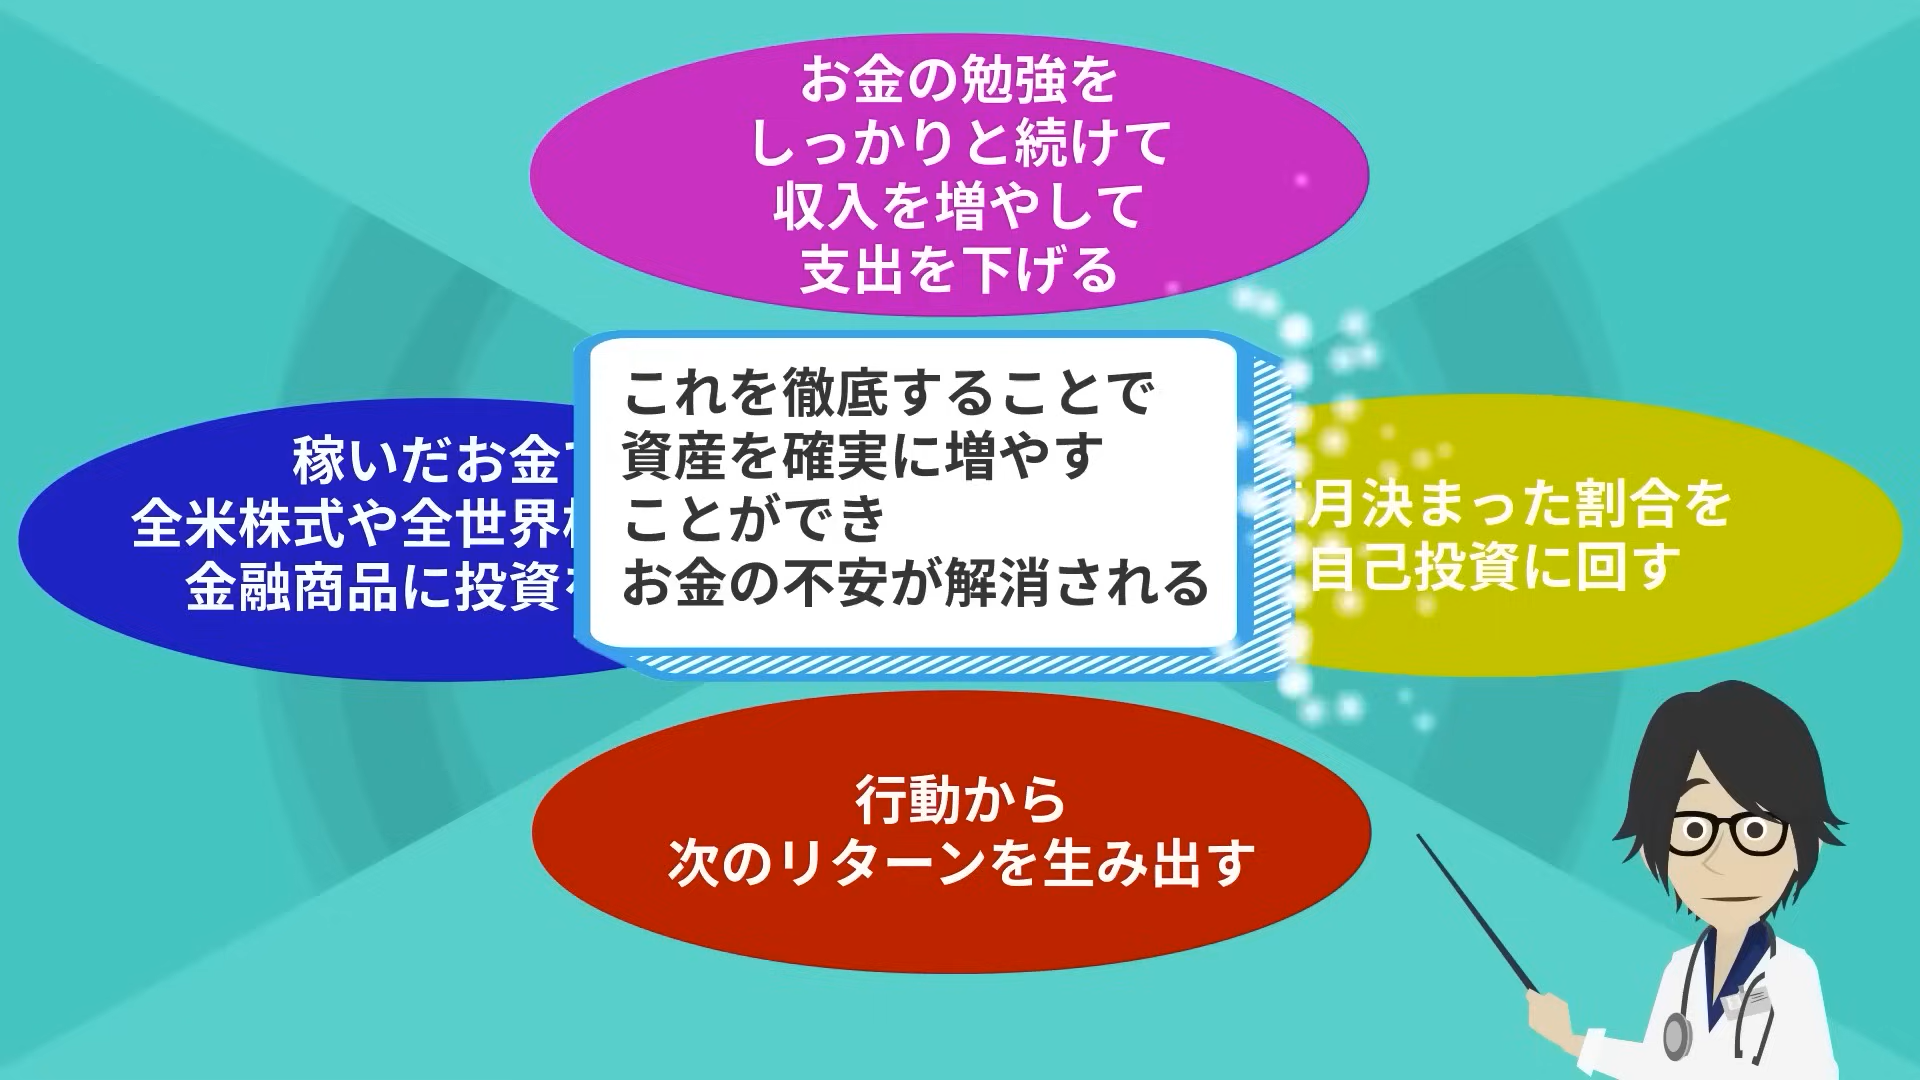 お金の勉強を
しっかりと続けて
収入を増やして
支出を下げる
稼いだお金
全米株式や全世界
金融商品に投資
これを徹底することで
資産を確実に増やす
ことができ
お金の不安が解消される
月決まった割合を
自己投資に回す
行動から
次のリターンを生み出す